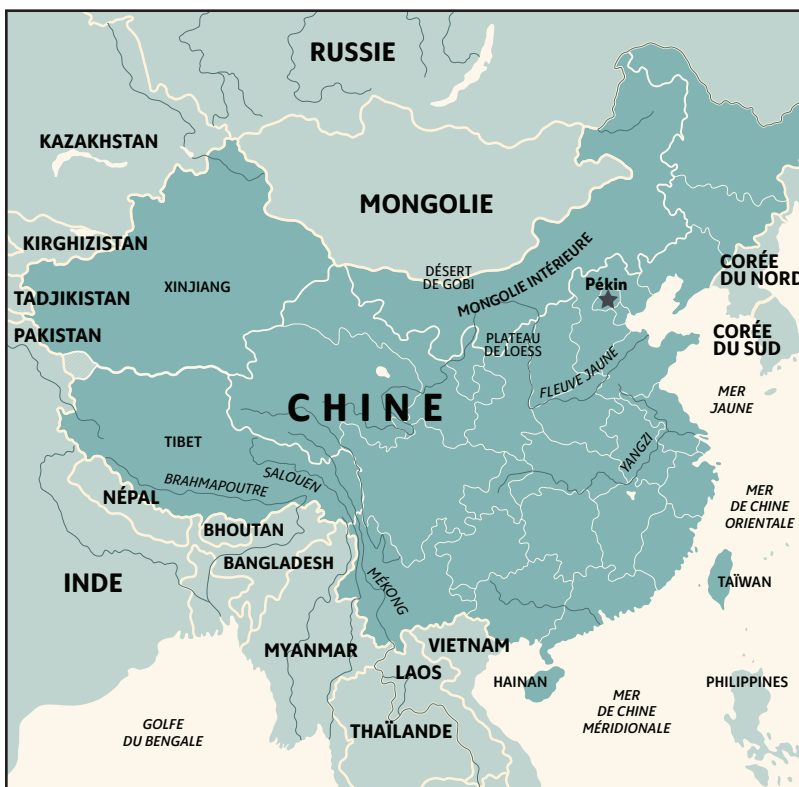 RUSSIE
KAZAKHSTAN
MONGOLIE
KIRGHIZISTAN
DÉSERT
DE GOBI
MONGOLIE INTÉRIEURE
XINJIANG
Pékin
CORÉE
DU NORD
TADJIKISTAN
PAKISTAN
PLATEAU
DE LOESS
CORÉE
DU SUD
FLEUVE JAUNE
MER
JAUNE
CHINE
TIBET
YANGZI
SALOUEN
BRAHMAPOUTRE
NÉPAL
MER
DE CHINE
ORIENTALE
BHOUTAN
BANGLADESH
INDE
MÉKONG
TAÏWAN
MYANMAR
VIETNAM
LAOS
HAINAN
PHILIPPINES
MER
DE CHINE
MÉRIDIONALE
GOLFE
DU BENGALE
THAÏLANDE